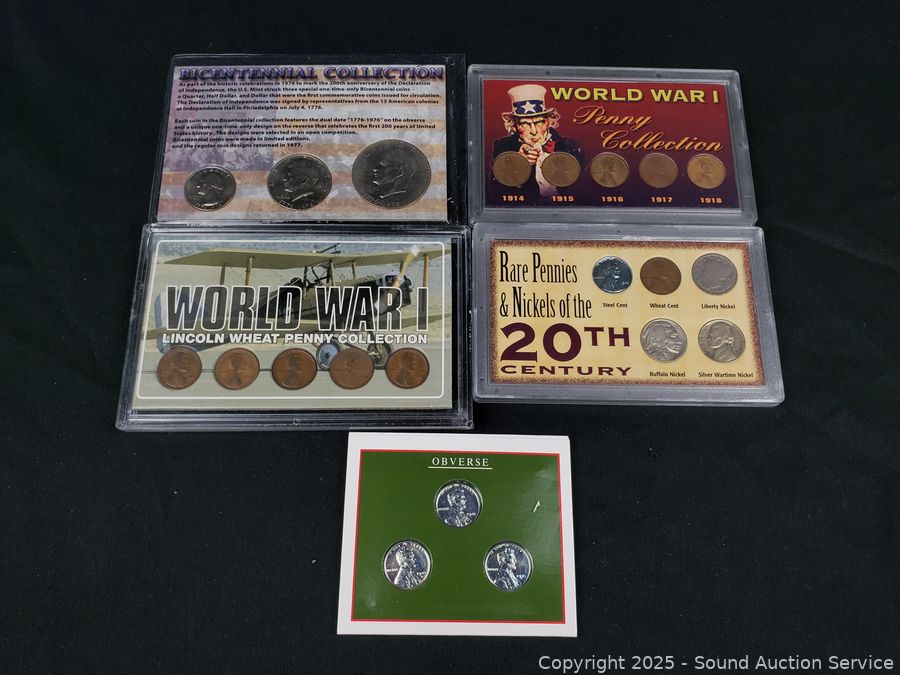 BICENTENNIAL COLLECTION
As part of the historic celebrations in 1976 to mark the 200th anniversary of the Declaration
of Independence, the U.S. Mint struck three special one-time-only Bicentennial coins -
a Quarter, Half Dollar, and Dollar that were the first commemorative coins issued for circulation.
The Declaration of Independence was signed by representatives from the 13 American colonies
at Independence Hall in Philadelphia on July 4, 1776.
Each coin in the Bicentennial collection features the dual date "1776-1976" on the obverse
and a unique one-time-only design on the reverse that celebrates the first 200 years of United
States history. The designs were selected in an open competition.
Bicentennial coins were made in limited editions,
and the regular coin designs returned in 1977.
WORLD WAR I
Penny
Collection
1914 1915 1916 1917 1918
WORLD WAR I
LINCOLN WHEAT PENNY COLLECTION
Rare Pennies
& Nickels of the
20TH
CENTURY
Steel Cent Wheat Cent Liberty Nickel
Buffalo Nickel Silver Wartime Nickel
OBVERSE
Copyright © 2025 - Sound Auction Service